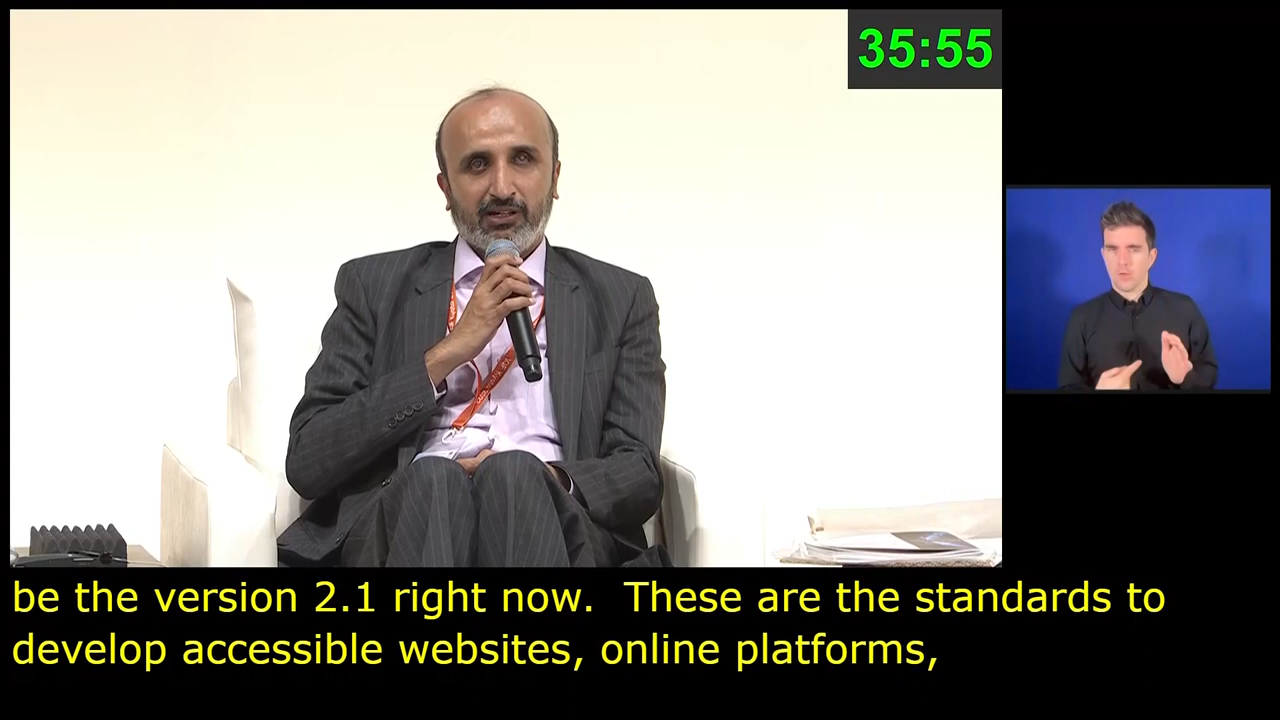 35:55
be the version 2.1 right now.  These are the standards to
develop accessible websites, online platforms,